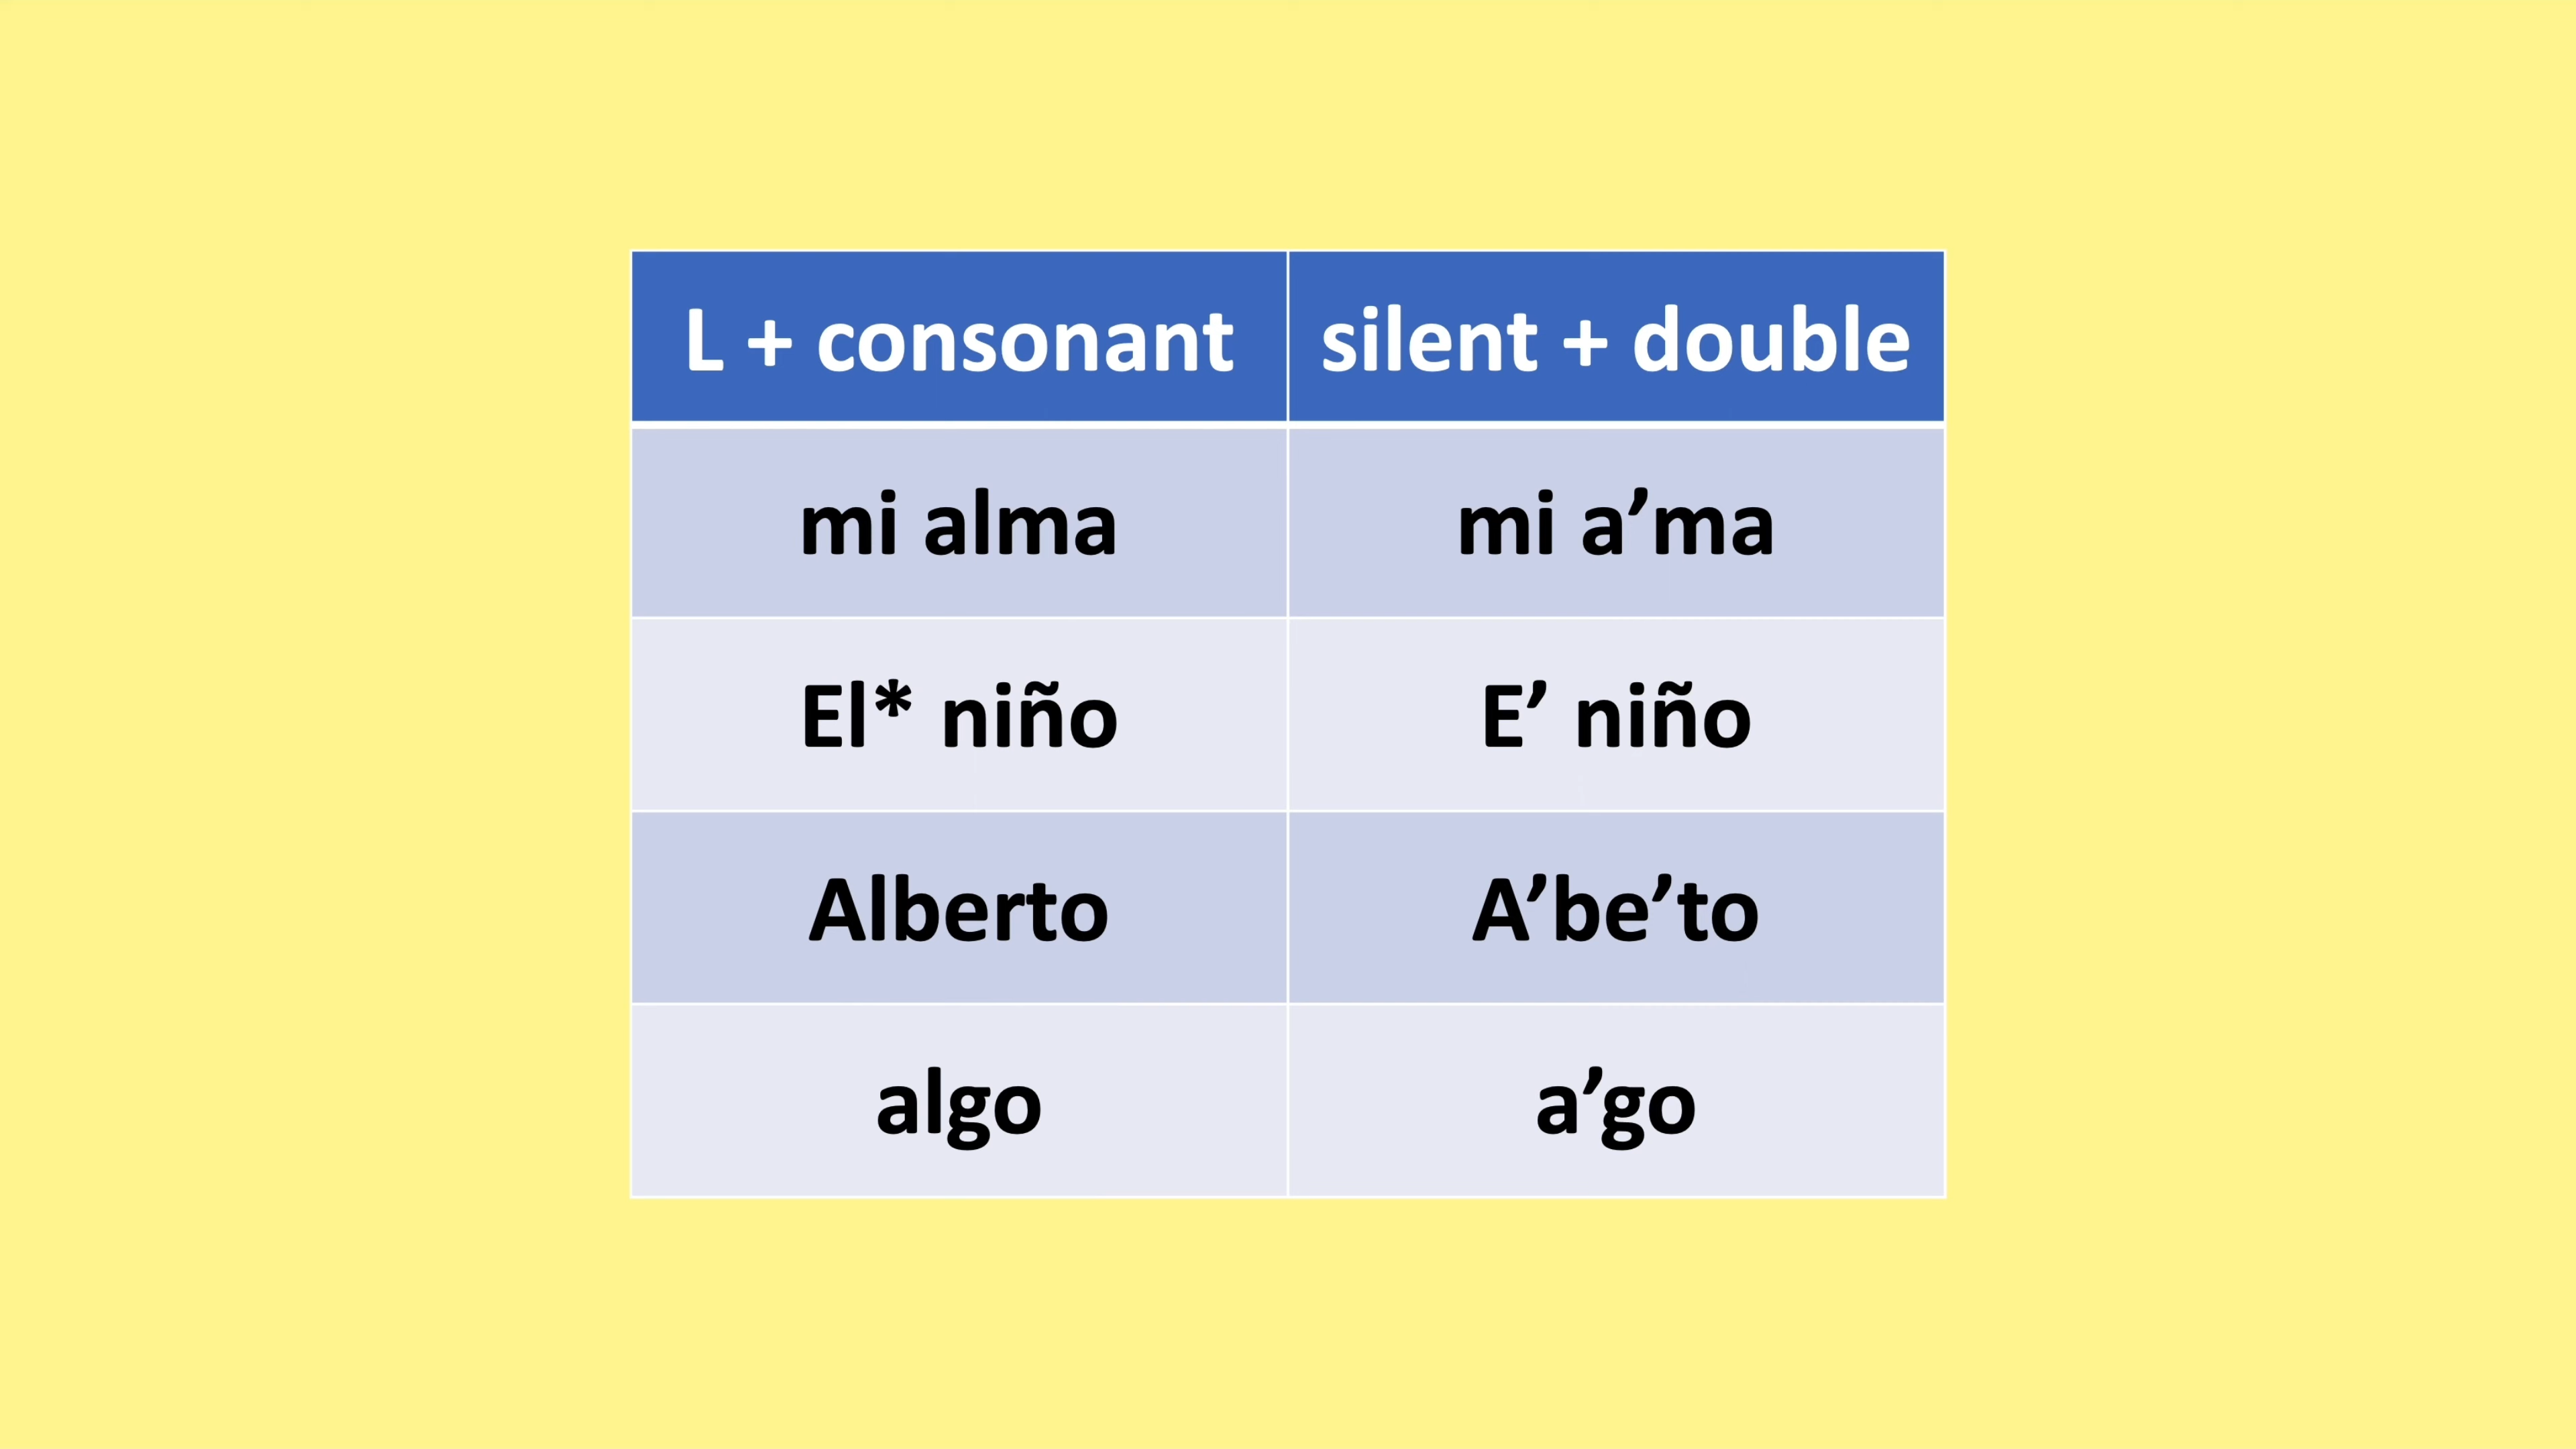 L + consonant silent + double
mi alma mi a’ma
El* niño E’ niño
Alberto A’be’to
algo a’go